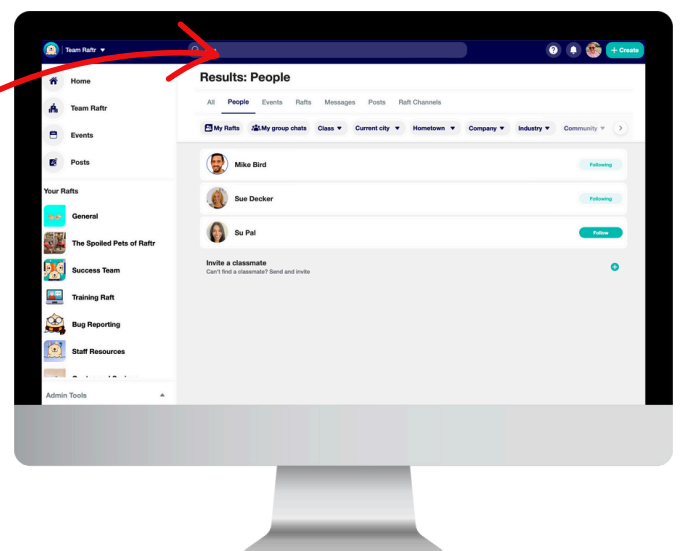 Team Raftr
+ Create
Home
Team Raftr
Events
Posts
Your Rafts
General
The Spoiled Pets of Raftr
Success Team
Training Raft
Bug Reporting
Staff Resources
Admin Tools
Results: People
All People Events Rafts Messages Posts Raft Channels
My Rafts My group chats Class Current city Hometown Company Industry Community
Mike Bird Following
Sue Decker Following
Su Pal Follow
Invite a classmate
Can't find a classmate? Send and invite